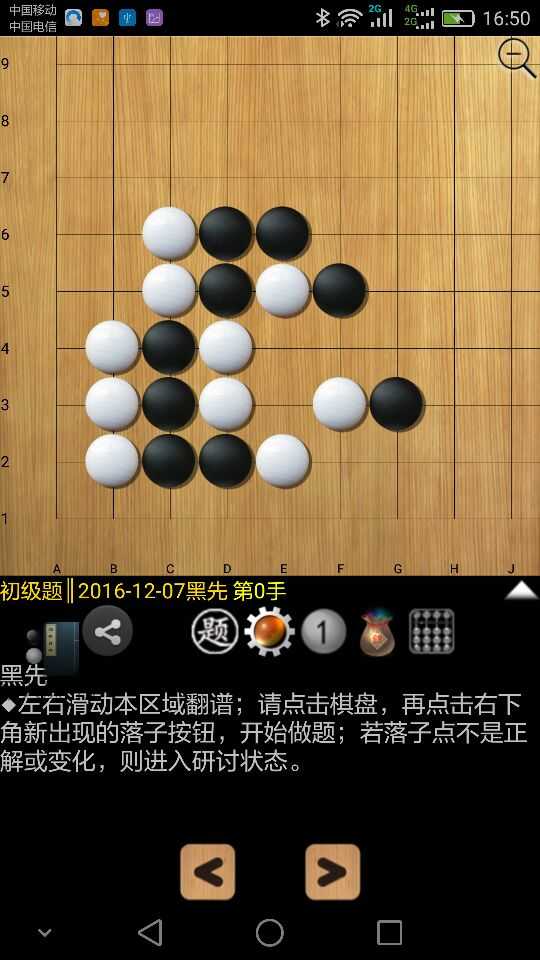 中国移动
中国电信
2G
4G
2G
16:50
9
8
7
6
5
4
3
2
1
A B C D E F G H J
初级题‖2016-12-07黑先 第0手
题
1
黑先
◆左右滑动本区域翻谱；请点击棋盘，再点击右下
角新出现的落子按钮，开始做题；若落子点不是正
解或变化，则进入研讨状态。